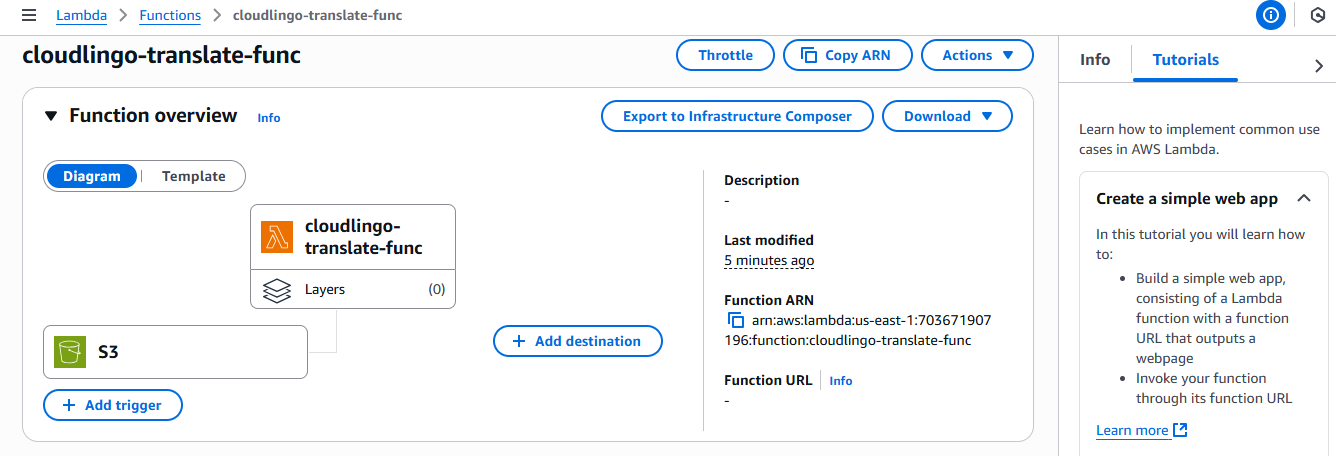 Lambda > Functions > cloudlingo-translate-func
cloudlingo-translate-func
Throttle
Copy ARN
Actions
Info
Tutorials
Function overview
Info
Export to Infrastructure Composer
Download
Diagram
Template
cloudlingo-
translate-func
Layers
(0)
S3
+ Add trigger
+ Add destination
Description
-
Last modified
5 minutes ago
Function ARN
arn:aws:lambda:us-east-1:703671907
196:function:cloudlingo-translate-func
Function URL
Info
-
Learn how to implement common use
cases in AWS Lambda.
Create a simple web app
In this tutorial you will learn how
to:
• Build a simple web app,
consisting of a Lambda
function with a function
URL that outputs a
webpage
• Invoke your function
through its function URL
Learn more